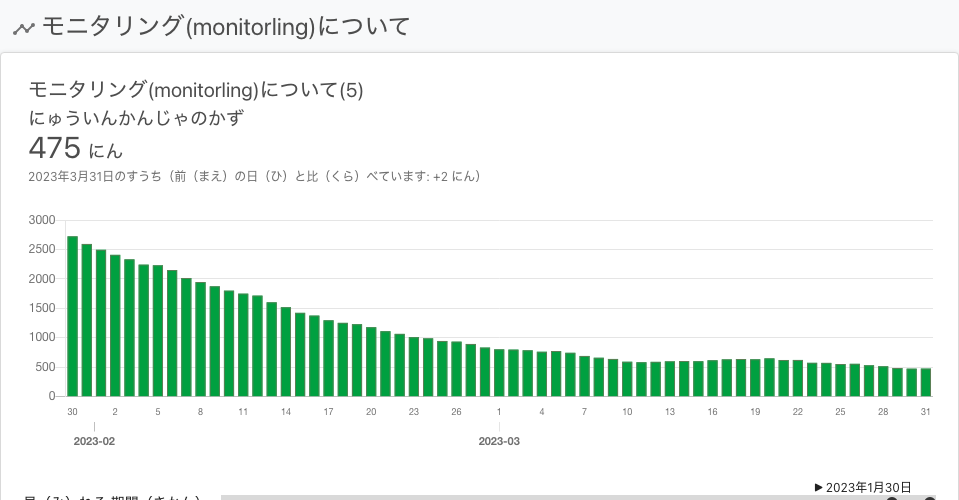 モニタリング(monitorling)について
モニタリング(monitorling)について(5)
にゅういんかんじゃのかず
475 にん
2023年3月31日のすうち（前（まえ）の日（ひ）と比（くら）べています: +2 にん）
3000
2500
2000
1500
1000
500
0
30 2 5 8 11 14 17 20 23 26 1 4 7 10 13 16 19 22 25 28 31
2023-02 2023-03
▶ 2023年1月30日